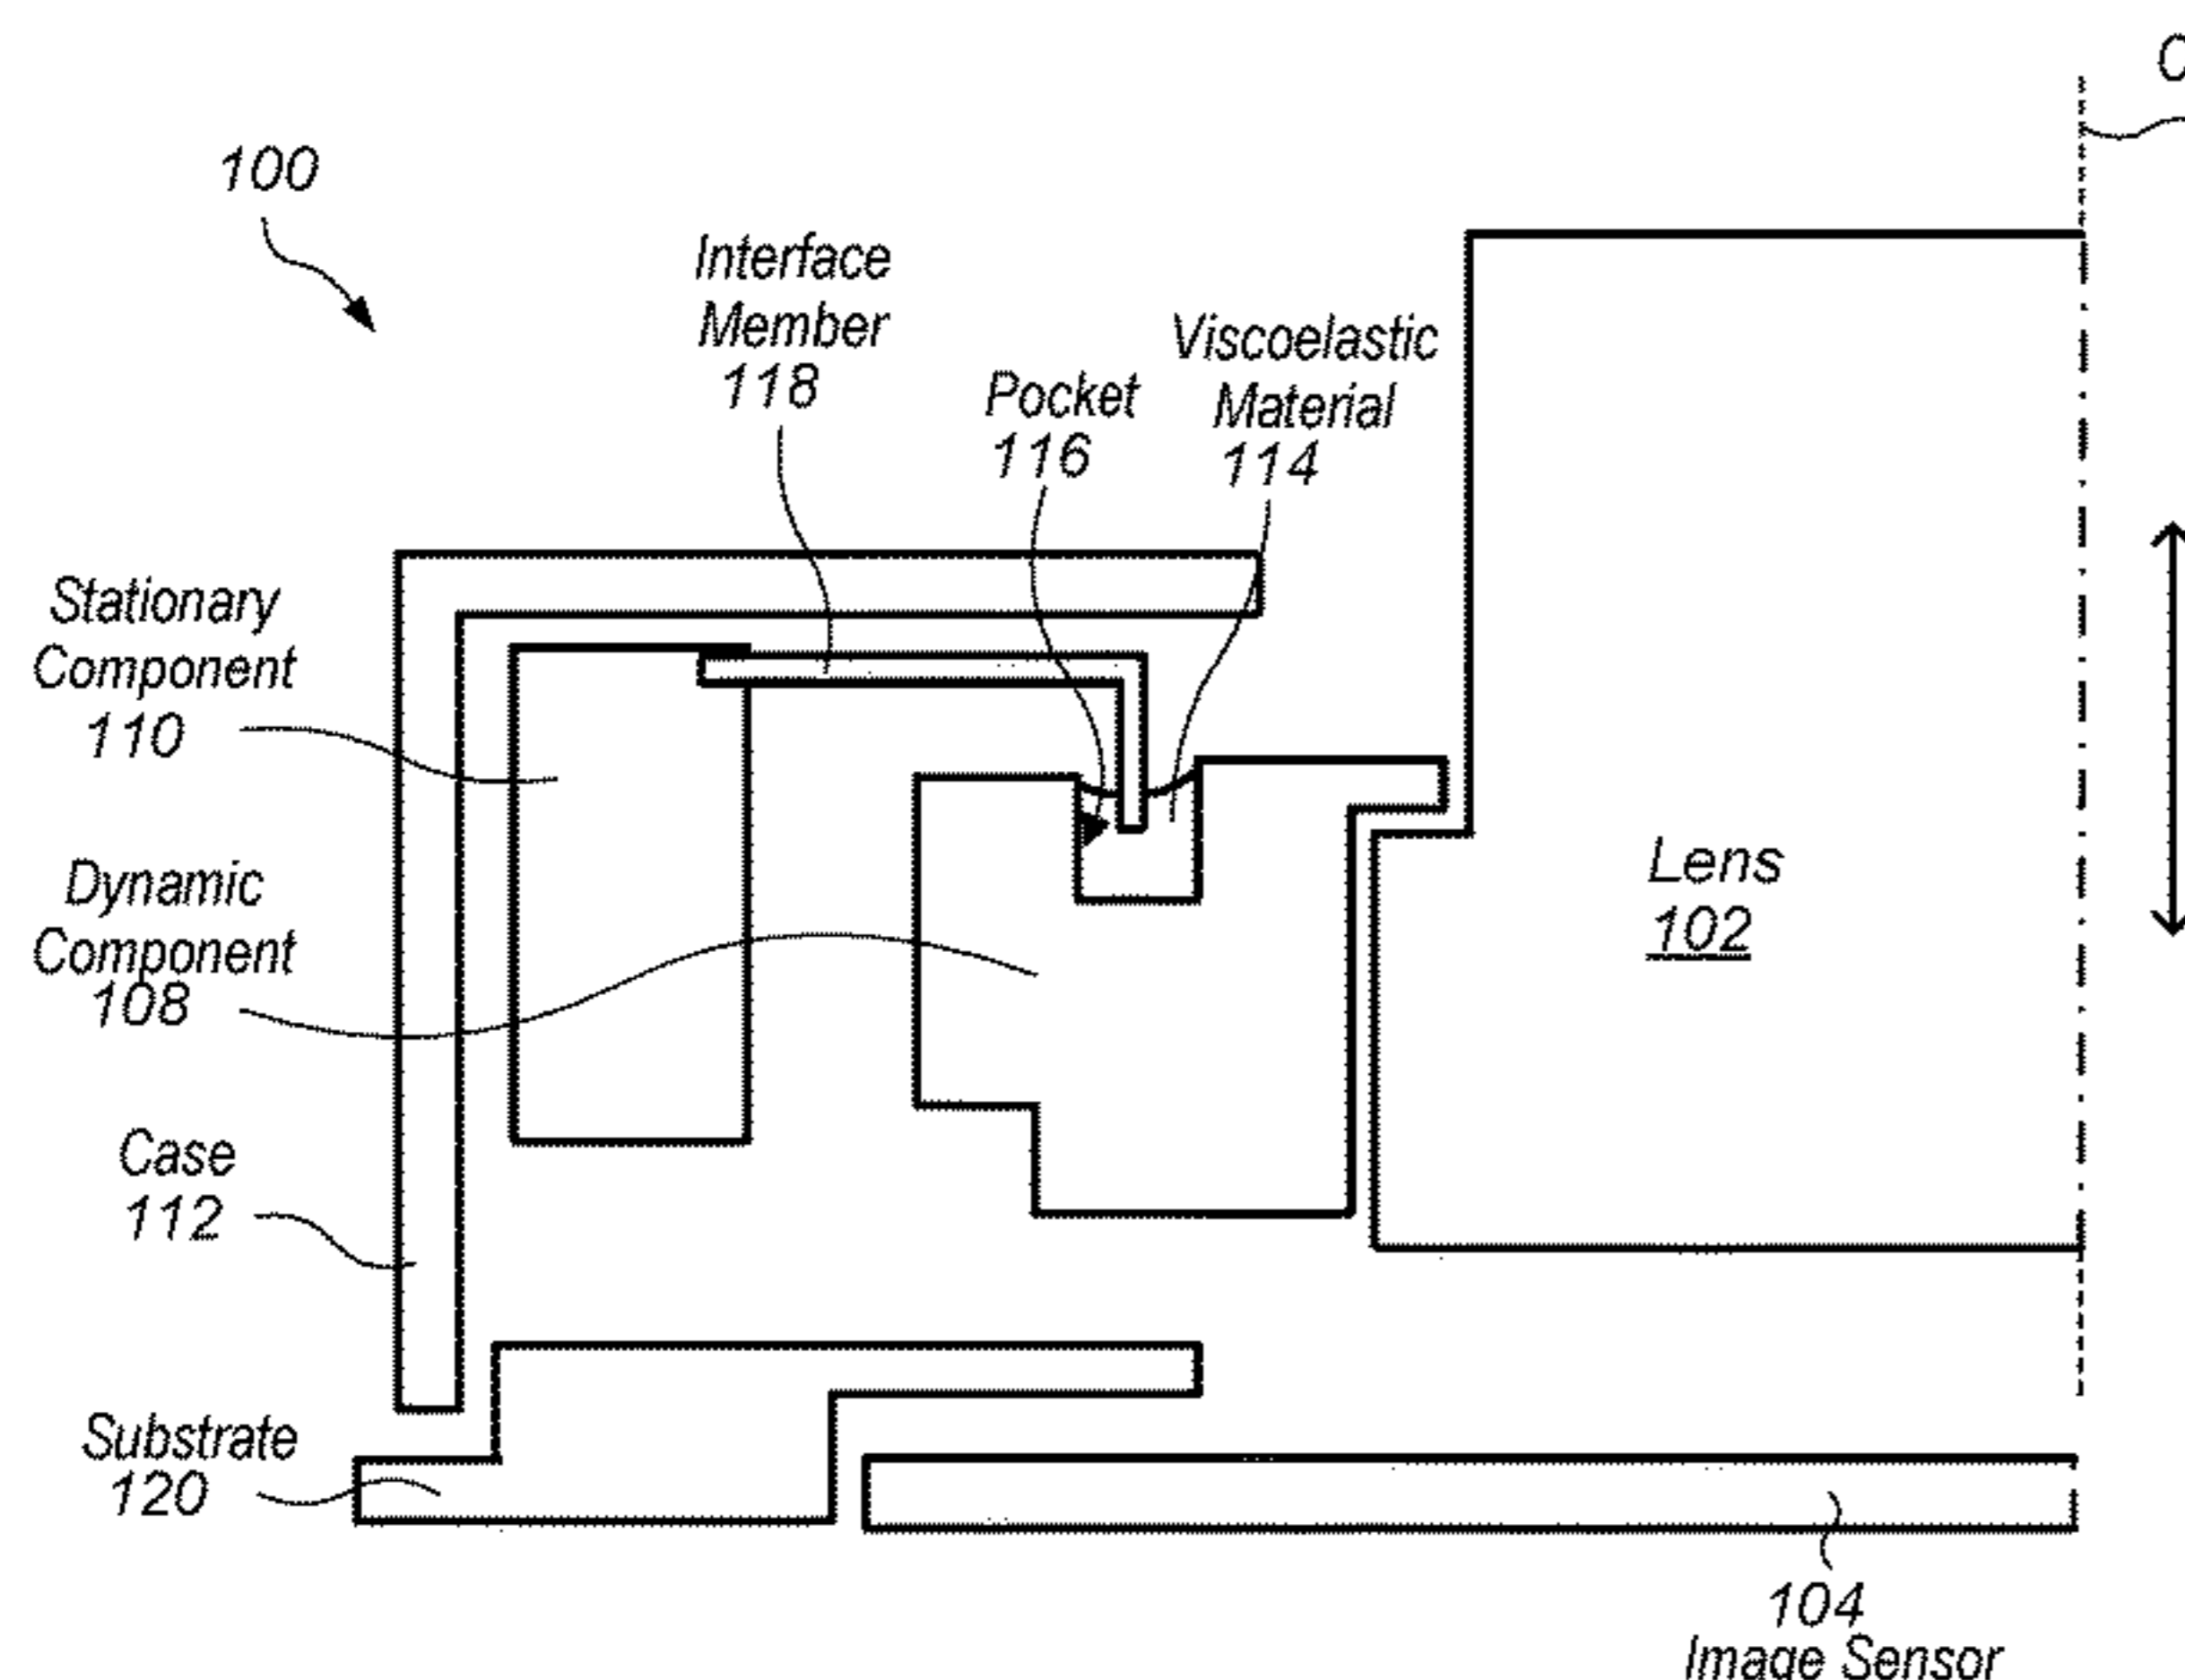 100
Interface
Member
118
Pocket
116
Viscoelastic
Material
114
Stationary
Component
110
Dynamic
Component
108
Lens
102
Case
112
Substrate
120
104
Image Sensor